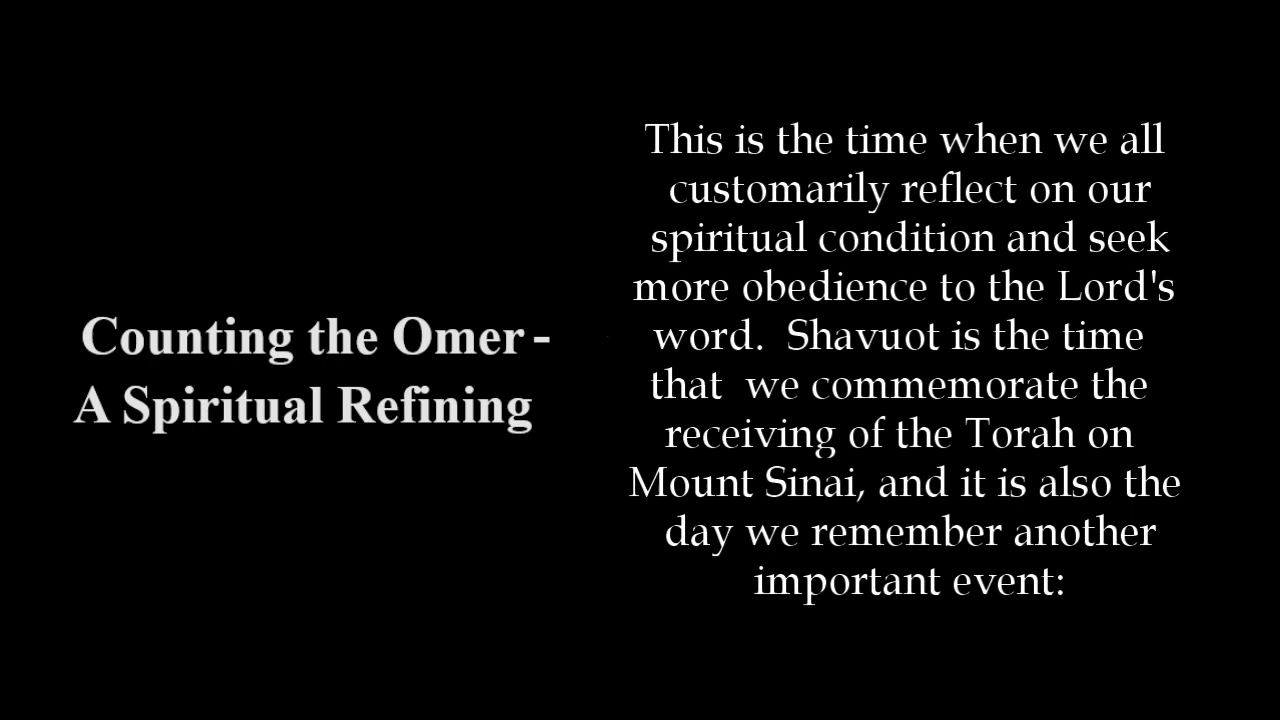 Counting the Omer -
A Spiritual Refining
This is the time when we all
customarily reflect on our
spiritual condition and seek
more obedience to the Lord's
word.  Shavuot is the time
that  we commemorate the
receiving of the Torah on
Mount Sinai, and it is also the
day we remember another
important event: